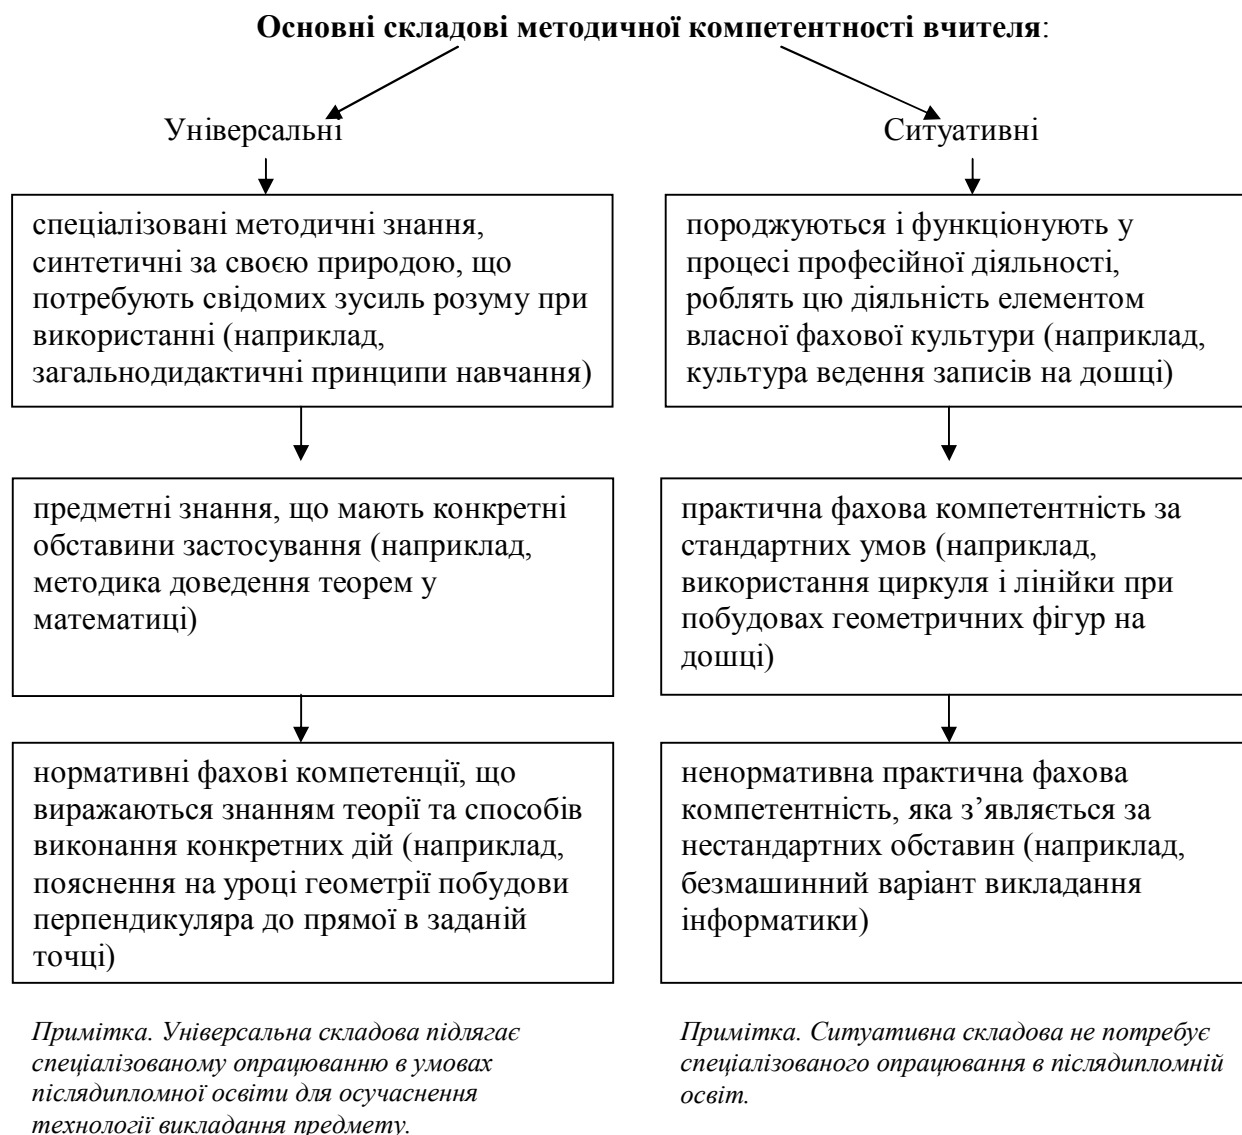 Основні складові методичної компетентності вчителя:
Універсальні
спеціалізовані методичні знання,
синтетичні за своєю природою, що
потребують свідомих зусиль розуму при
використанні (наприклад,
загальнодидактичні принципи навчання)
предметні знання, що мають конкретні
обставини застосування (наприклад,
методика доведення теорем у
математиці)
нормативні фахові компетенції, що
виражаються знанням теорії та способів
виконання конкретних дій (наприклад,
пояснення на уроці геометрії побудови
перпендикуляра до прямої в заданій
точці)
Примітка. Універсальна складова підлягає
спеціалізованому опрацюванню в умовах
післядипломної освіти для осучаснення
технології викладання предмету.
Ситуативні
породжуються і функціонують у
процесі професійної діяльності,
роблять цю діяльність елементом
власної фахової культури (наприклад,
культура ведення записів на дошці)
практична фахова компетентність за
стандартних умов (наприклад,
використання циркуля і лінійки при
побудовах геометричних фігур на
дошці)
ненормативна практична фахова
компетентність, яка з’являється за
нестандартних обставин (наприклад,
безмашинний варіант викладання
інформатики)
Примітка. Ситуативна складова не потребує
спеціалізованого опрацювання в післядипломній
освіт.